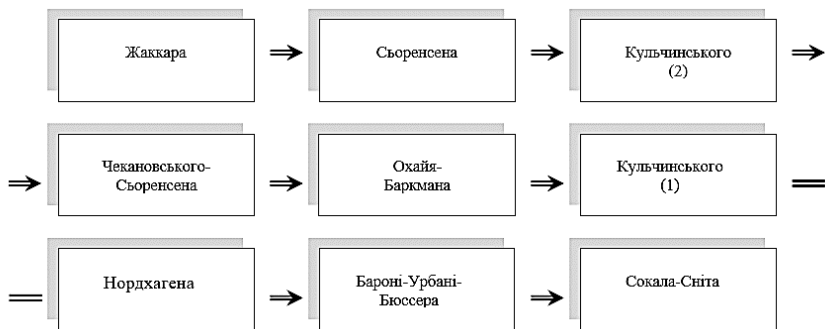 Жаккара
Сьоренсена
Кульчинського
(2)
Чекановського-
Сьоренсена
Охайя-
Баркмана
Кульчинського
(1)
Нордхагена
Бароні-Урбані-
Бюссера
Сокала-Сніта